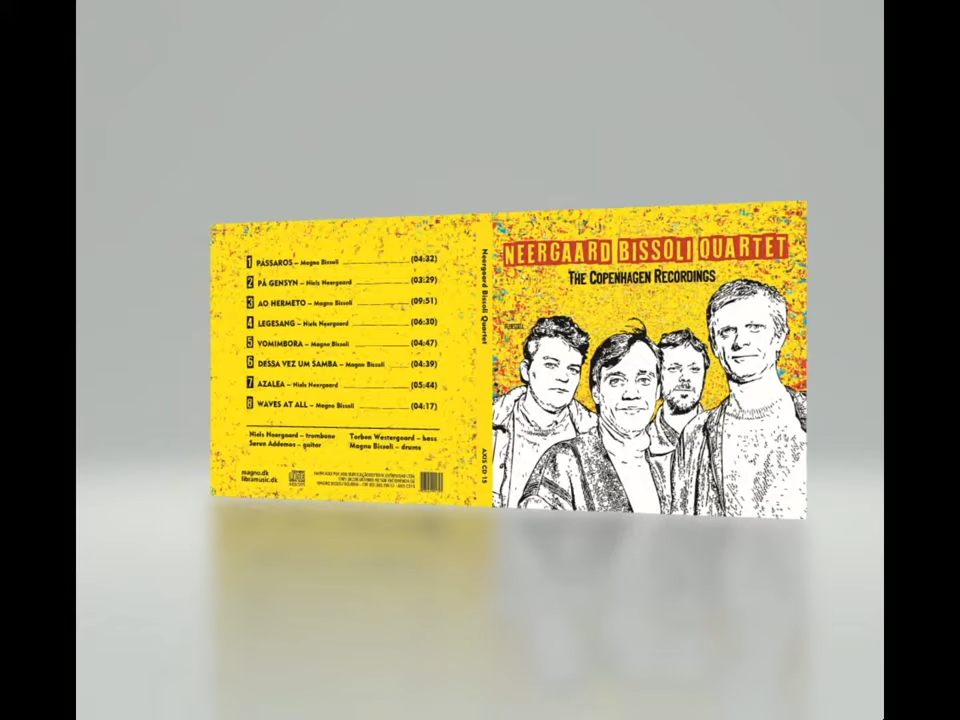 1 PÁSSAROS – Magno Bissoli (04:32)
2 PÅ GENSYN – Niels Neergaard (03:29)
3 AO HERMETO – Magno Bissoli (09:51)
4 LEGESANG – Niels Neergaard (06:30)
5 VOMIMBORA – Magno Bissoli (04:47)
6 DESSA VEZ UM SAMBA – Magno Bissoli (04:39)
7 AZALEA – Niels Neergaard (05:44)
8 WAVES AT ALL – Magno Bissoli (04:17)
Niels Neergaard – trombone
Søren Addemos – guitar
Torben Westergaard – bass
Magno Bissoli – drums
magno.dk
libramusic.dk
Neergaard Bissoli Quartet
AXIS CD 15
NEERGAARD BISSOLI QUARTET
THE COPENHAGEN RECORDINGS